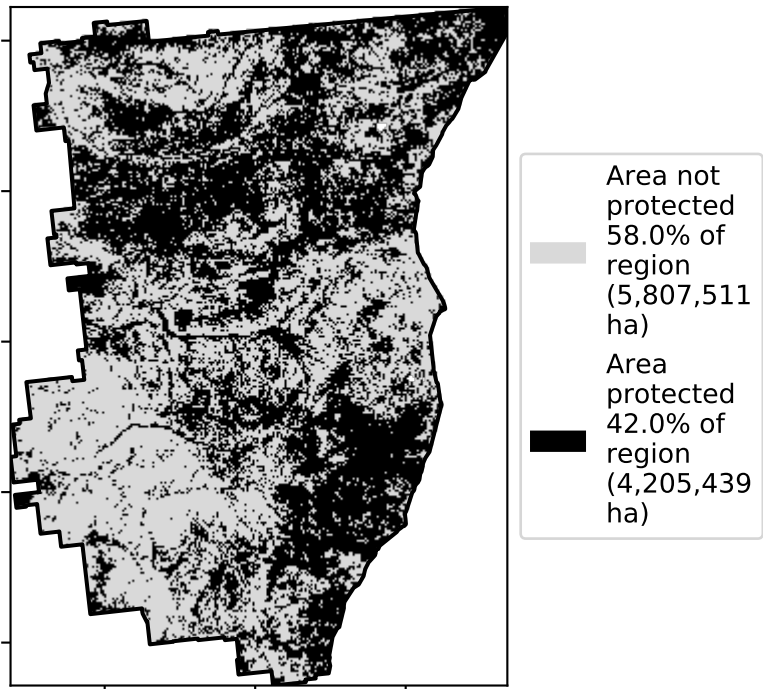 Area not
protected
58.0% of
region
(5,807,511
ha)
Area
protected
42.0% of
region
(4,205,439
ha)